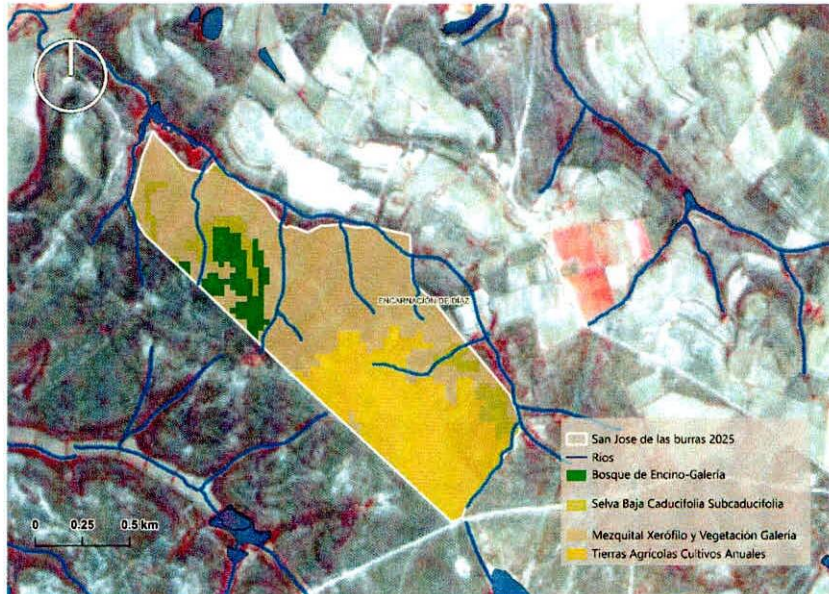 ENCARNACIÓN DE DÍAZ
San Jose de las burras 2025
Rios
Bosque de Encino-Galería
Selva Baja Caducifolia Subcaducifolia
Mezquital Xerófilo y Vegetación Galería
Tierras Agrícolas Cultivos Anuales
0 0.25 0.5 km